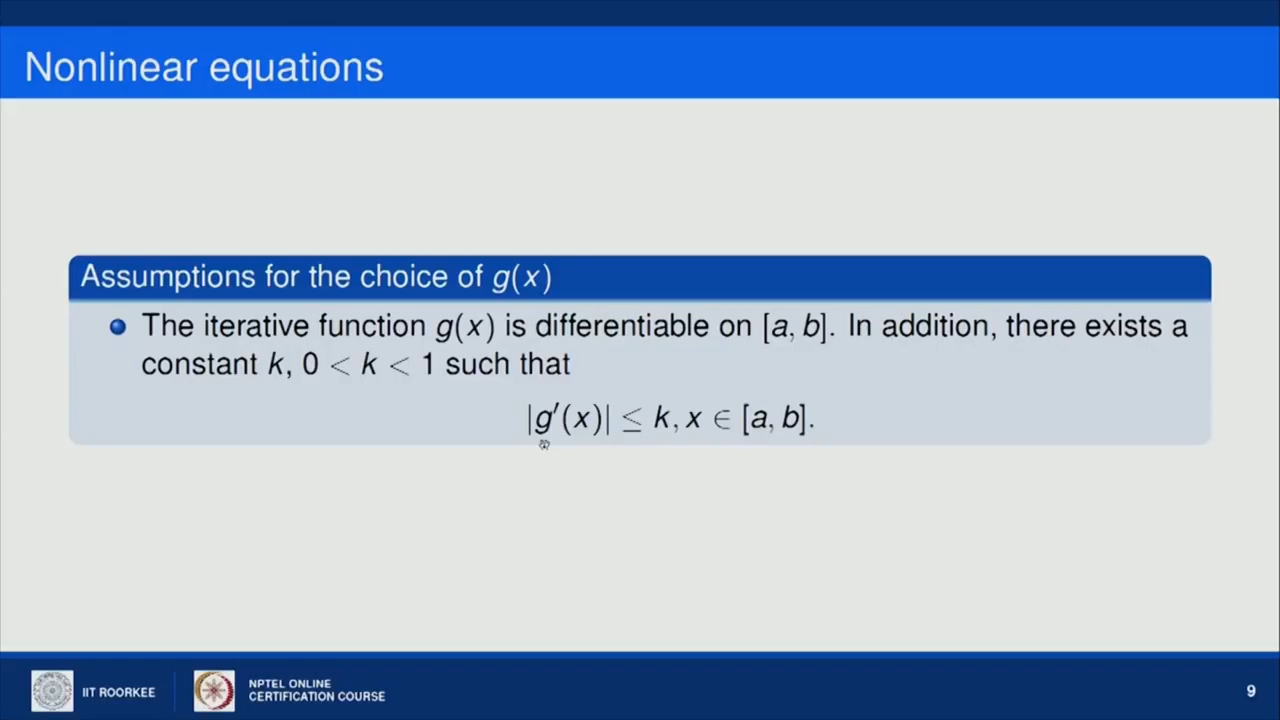 Nonlinear equations
Assumptions for the choice of g(x)
The iterative function g(x) is differentiable on [a, b]. In addition, there exists a
constant k, 0 < k < 1 such that
|g′(x)| ≤ k, x ∈ [a, b].
IIT ROORKEE
NPTEL ONLINE
CERTIFICATION COURSE
9